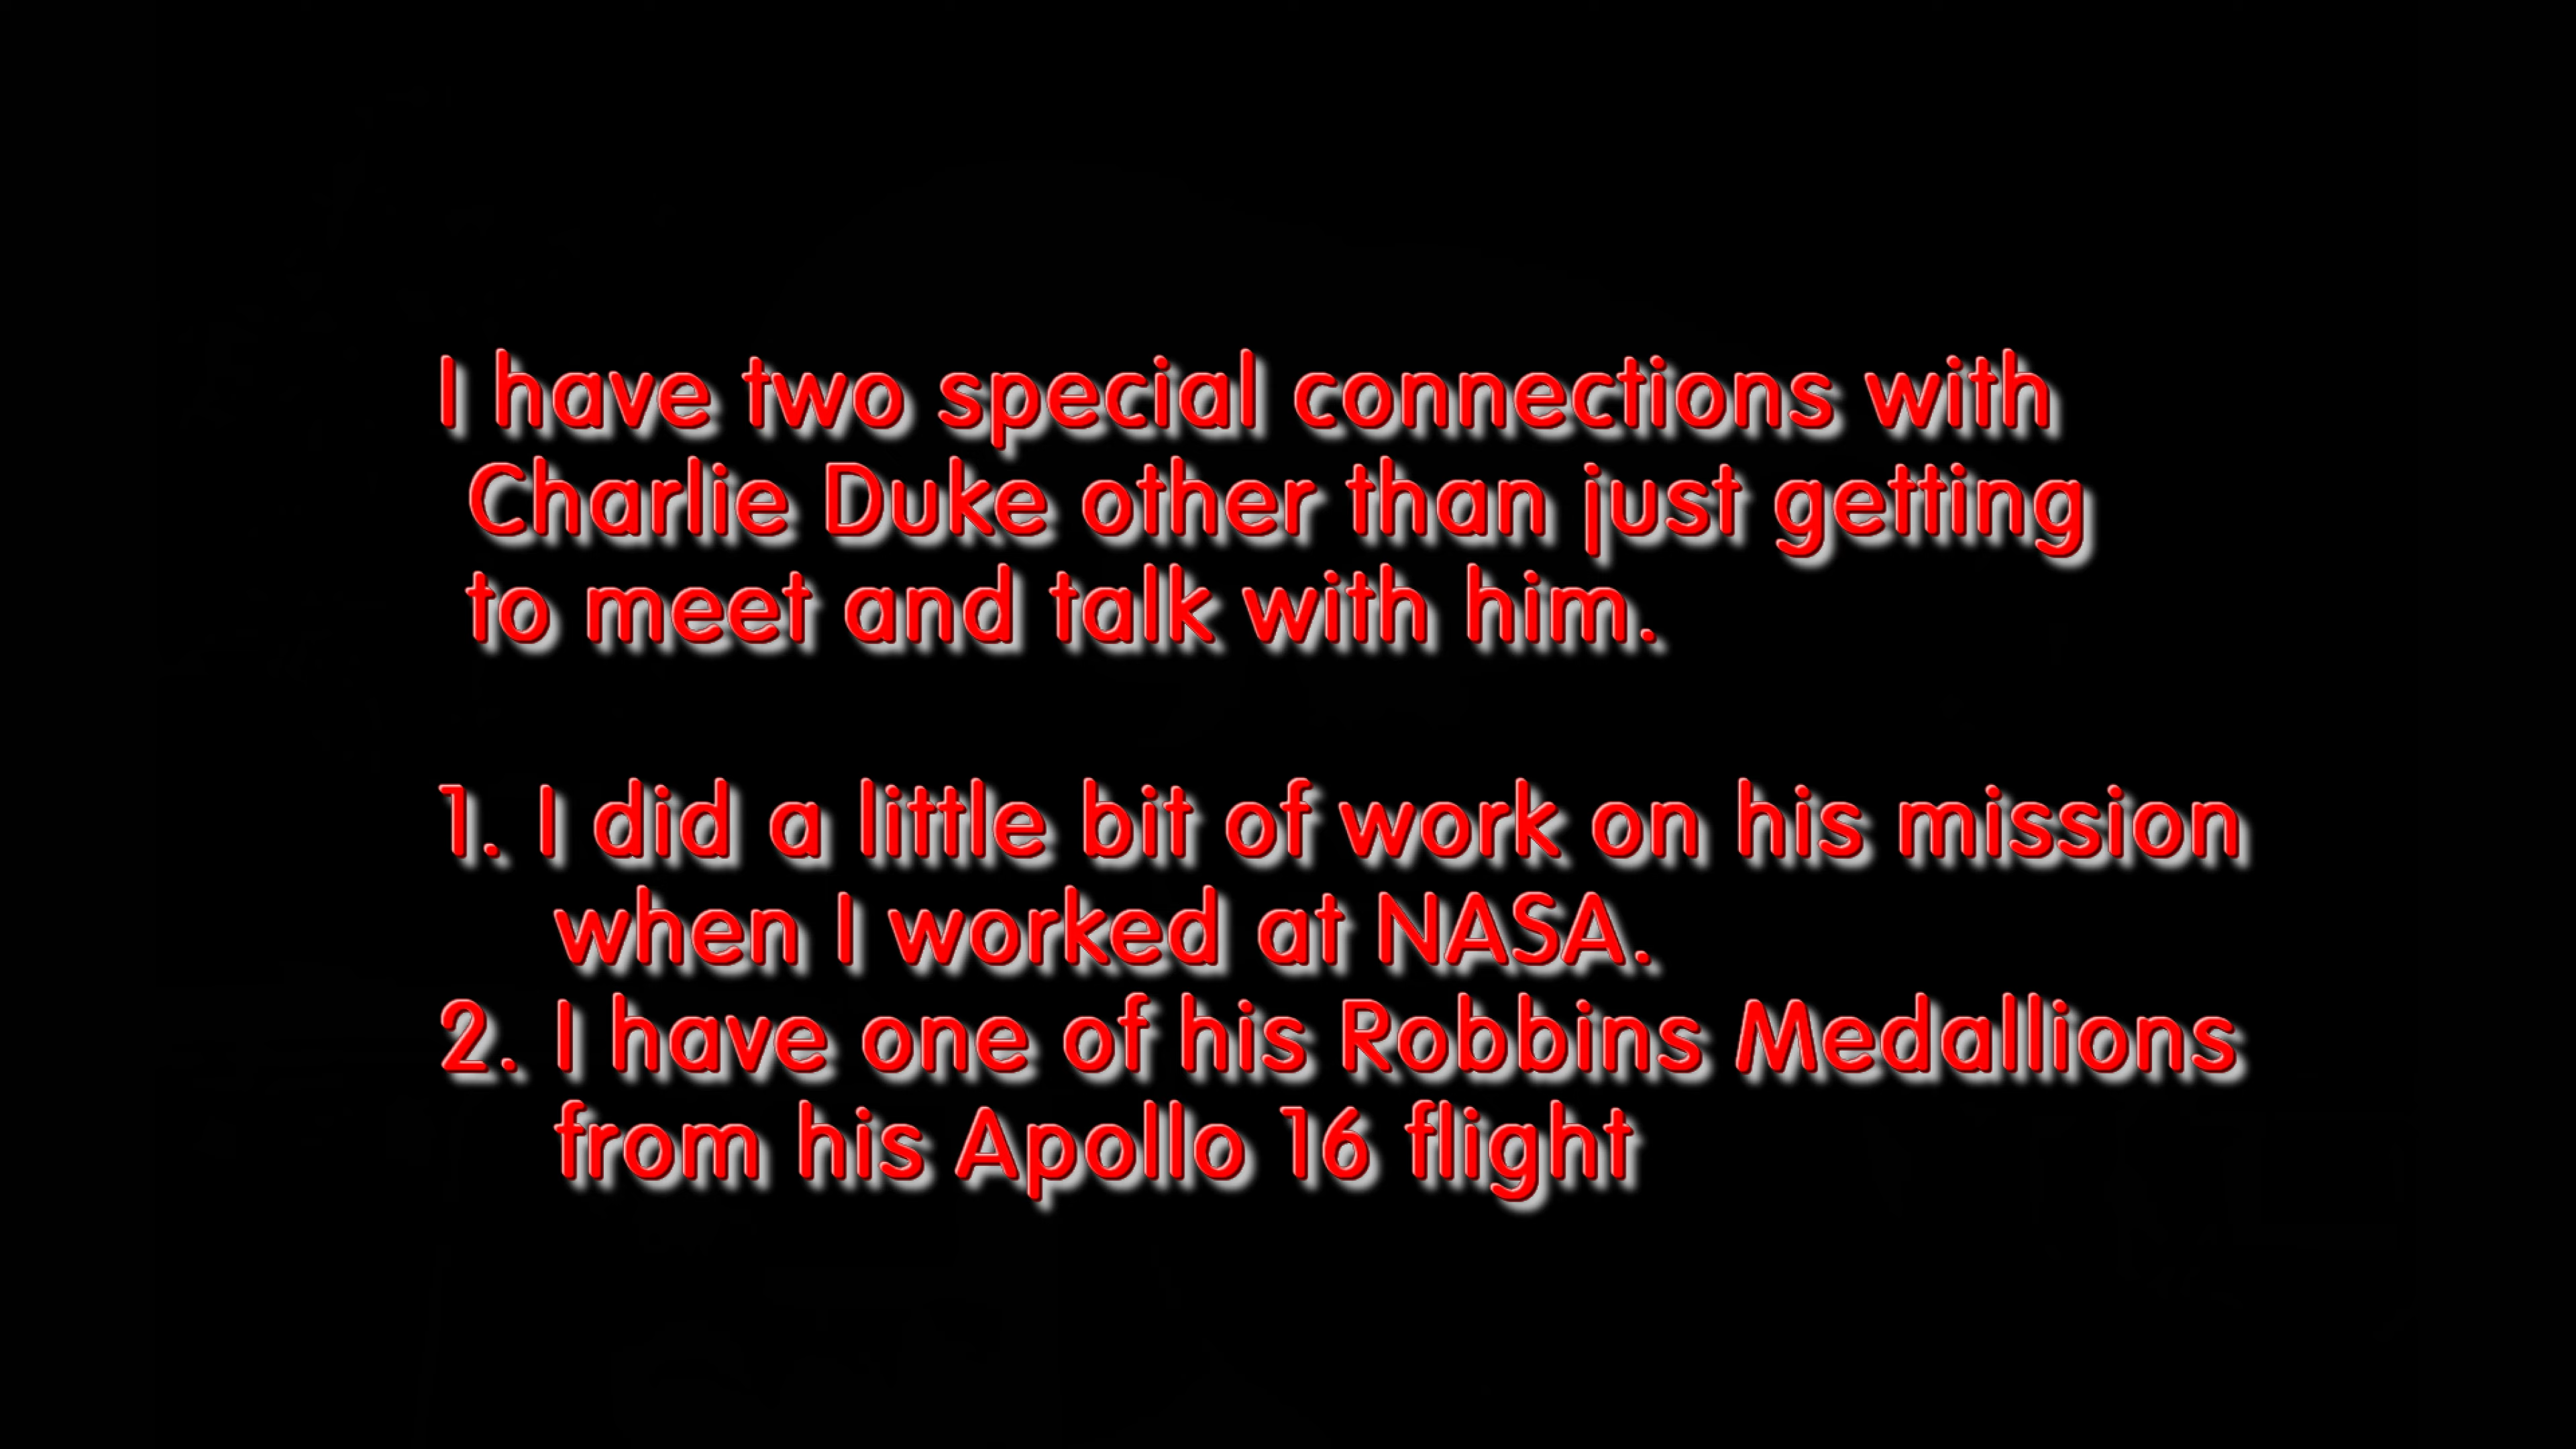 I have two special connections with
Charlie Duke other than just getting
to meet and talk with him.
1. I did a little bit of work on his mission
when I worked at NASA.
2. I have one of his Robbins Medallions
from his Apollo 16 flight